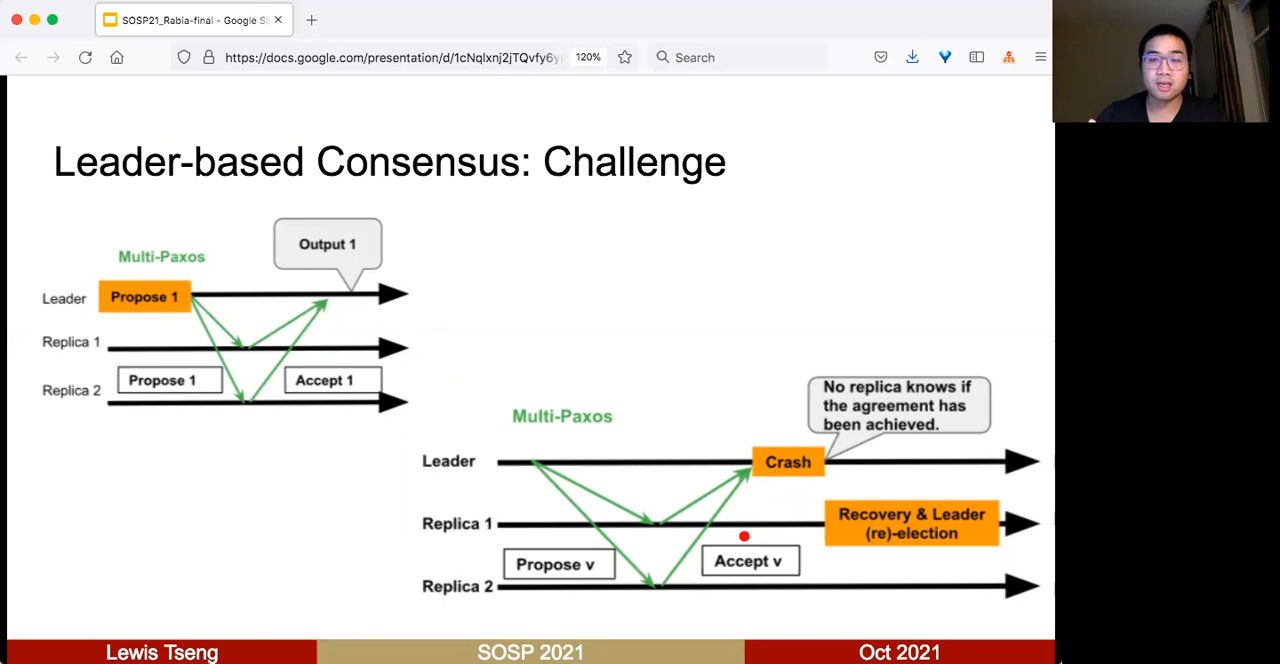 SOSP21_Rabia-final - Google Sl
https://docs.google.com/presentation/d/1cNqlxnj2jTQvfy6y
120%
Search
Leader-based Consensus: Challenge
Multi-Paxos
Output 1
Leader
Propose 1
Replica 1
Propose 1
Accept 1
Replica 2
Multi-Paxos
No replica knows if
the agreement has
been achieved.
Leader
Crash
Replica 1
Recovery & Leader
(re)-election
Propose v
Accept v
Replica 2
Lewis Tseng
SOSP 2021
Oct 2021